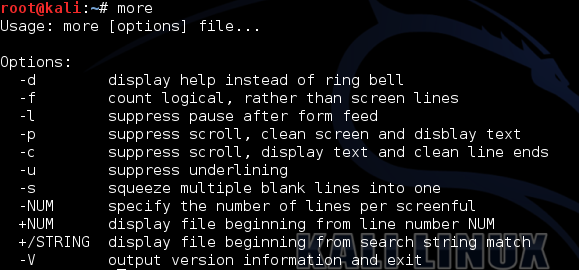 root@kali:~# more
Usage: more [options] file...
Options:
-d display help instead of ring bell
-f count logical, rather than screen lines
-l suppress pause after form feed
-p suppress scroll, clean screen and disblay text
-c suppress scroll, display text and clean line ends
-u suppress underlining
-s squeeze multiple blank lines into one
-NUM specify the number of lines per screenful
+NUM display file beginning from line number NUM
+/STRING display file beginning from search string match
-V output version information and exit
KALI LINUX